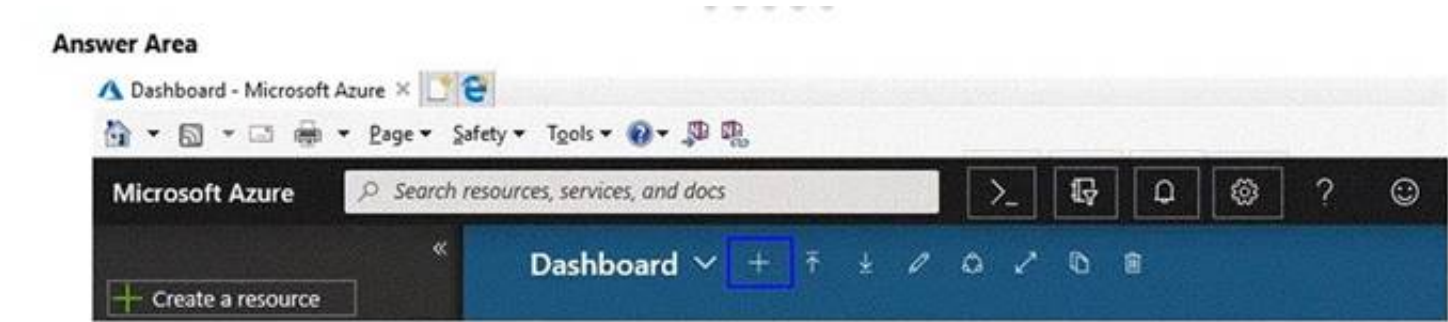 Answer Area
Dashboard - Microsoft Azure ×
Page Safety Tools
Microsoft Azure Search resources, services, and docs >_ ?
« Dashboard
Create a resource